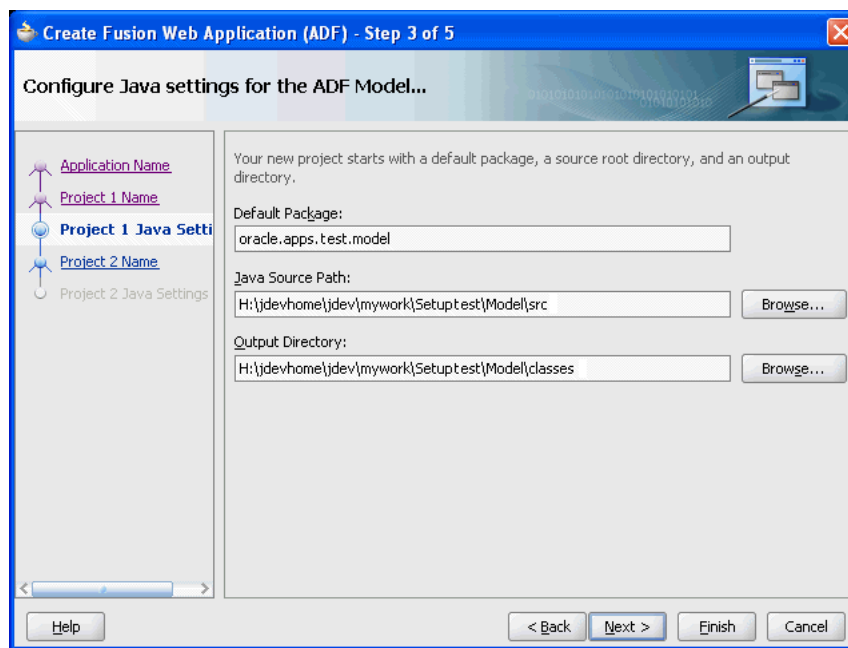 Create Fusion Web Application (ADF) - Step 3 of 5
Configure Java settings for the ADF Model...
Application Name
Project 1 Name
Project 1 Java Setti
Project 2 Name
Project 2 Java Settings
Your new project starts with a default package, a source root directory, and an output
directory.
Default Package:
oracle.apps.test.model
Java Source Path:
H:\jdevhome\jdev\mywork\Setuptest\Model\src
Browse...
Output Directory:
H:\jdevhome\jdev\mywork\Setuptest\Model\classes
Browse...
Help
< Back
Next >
Finish
Cancel